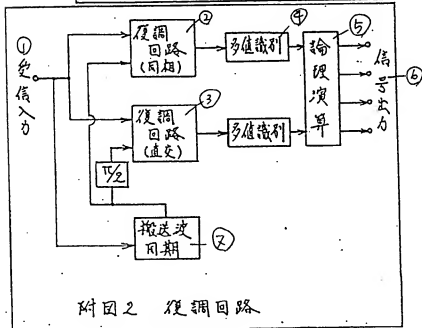 ①
受信入力
②
復調
回路
(同相)
③
復調
回路
(直交)
④
多値識別
多値識別
⑤
論理演算
信号出力
⑥
π/2
搬送波
同期
⑦
附図2 復調回路